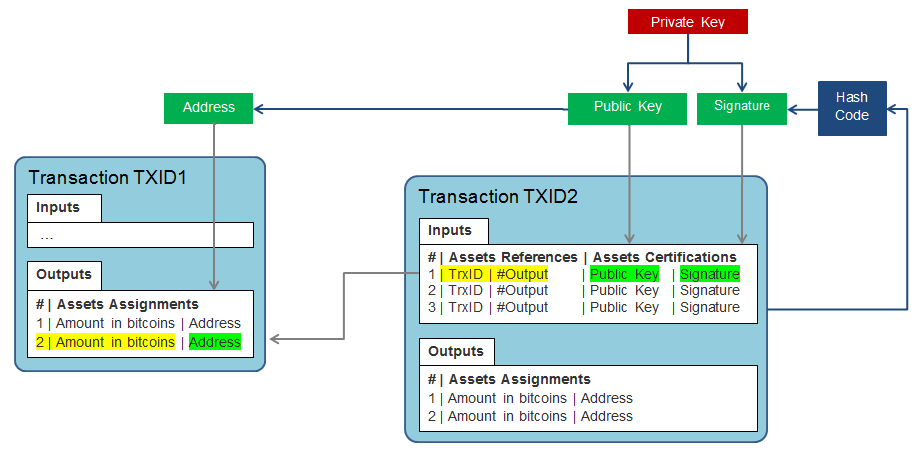 Private Key
Address
Public Key
Signature
Hash
Code
Transaction TXID1
Inputs
...
Outputs
# | Assets Assignments
1 | Amount in bitcoins | Address
2 | Amount in bitcoins | Address
Transaction TXID2
Inputs
# | Assets References | Assets Certifications
1 | TrxID | #Output | Public Key | Signature
2 | TrxID | #Output | Public Key | Signature
3 | TrxID | #Output | Public Key | Signature
Outputs
# | Assets Assignments
1 | Amount in bitcoins | Address
2 | Amount in bitcoins | Address